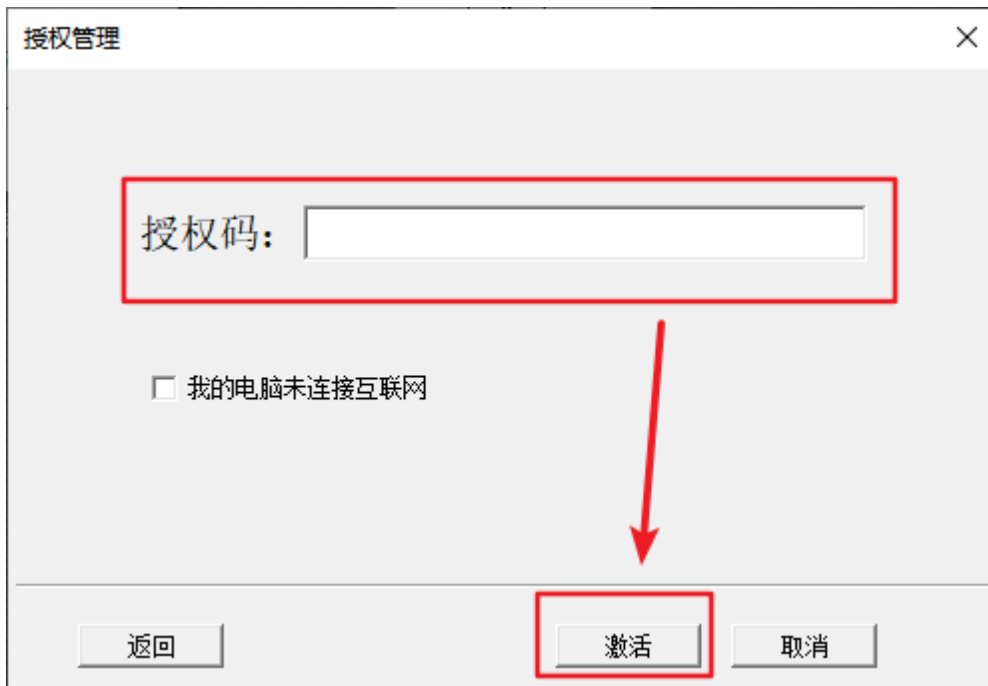 授权管理
授权码：
我的电脑未连接互联网
返回
激活
取消